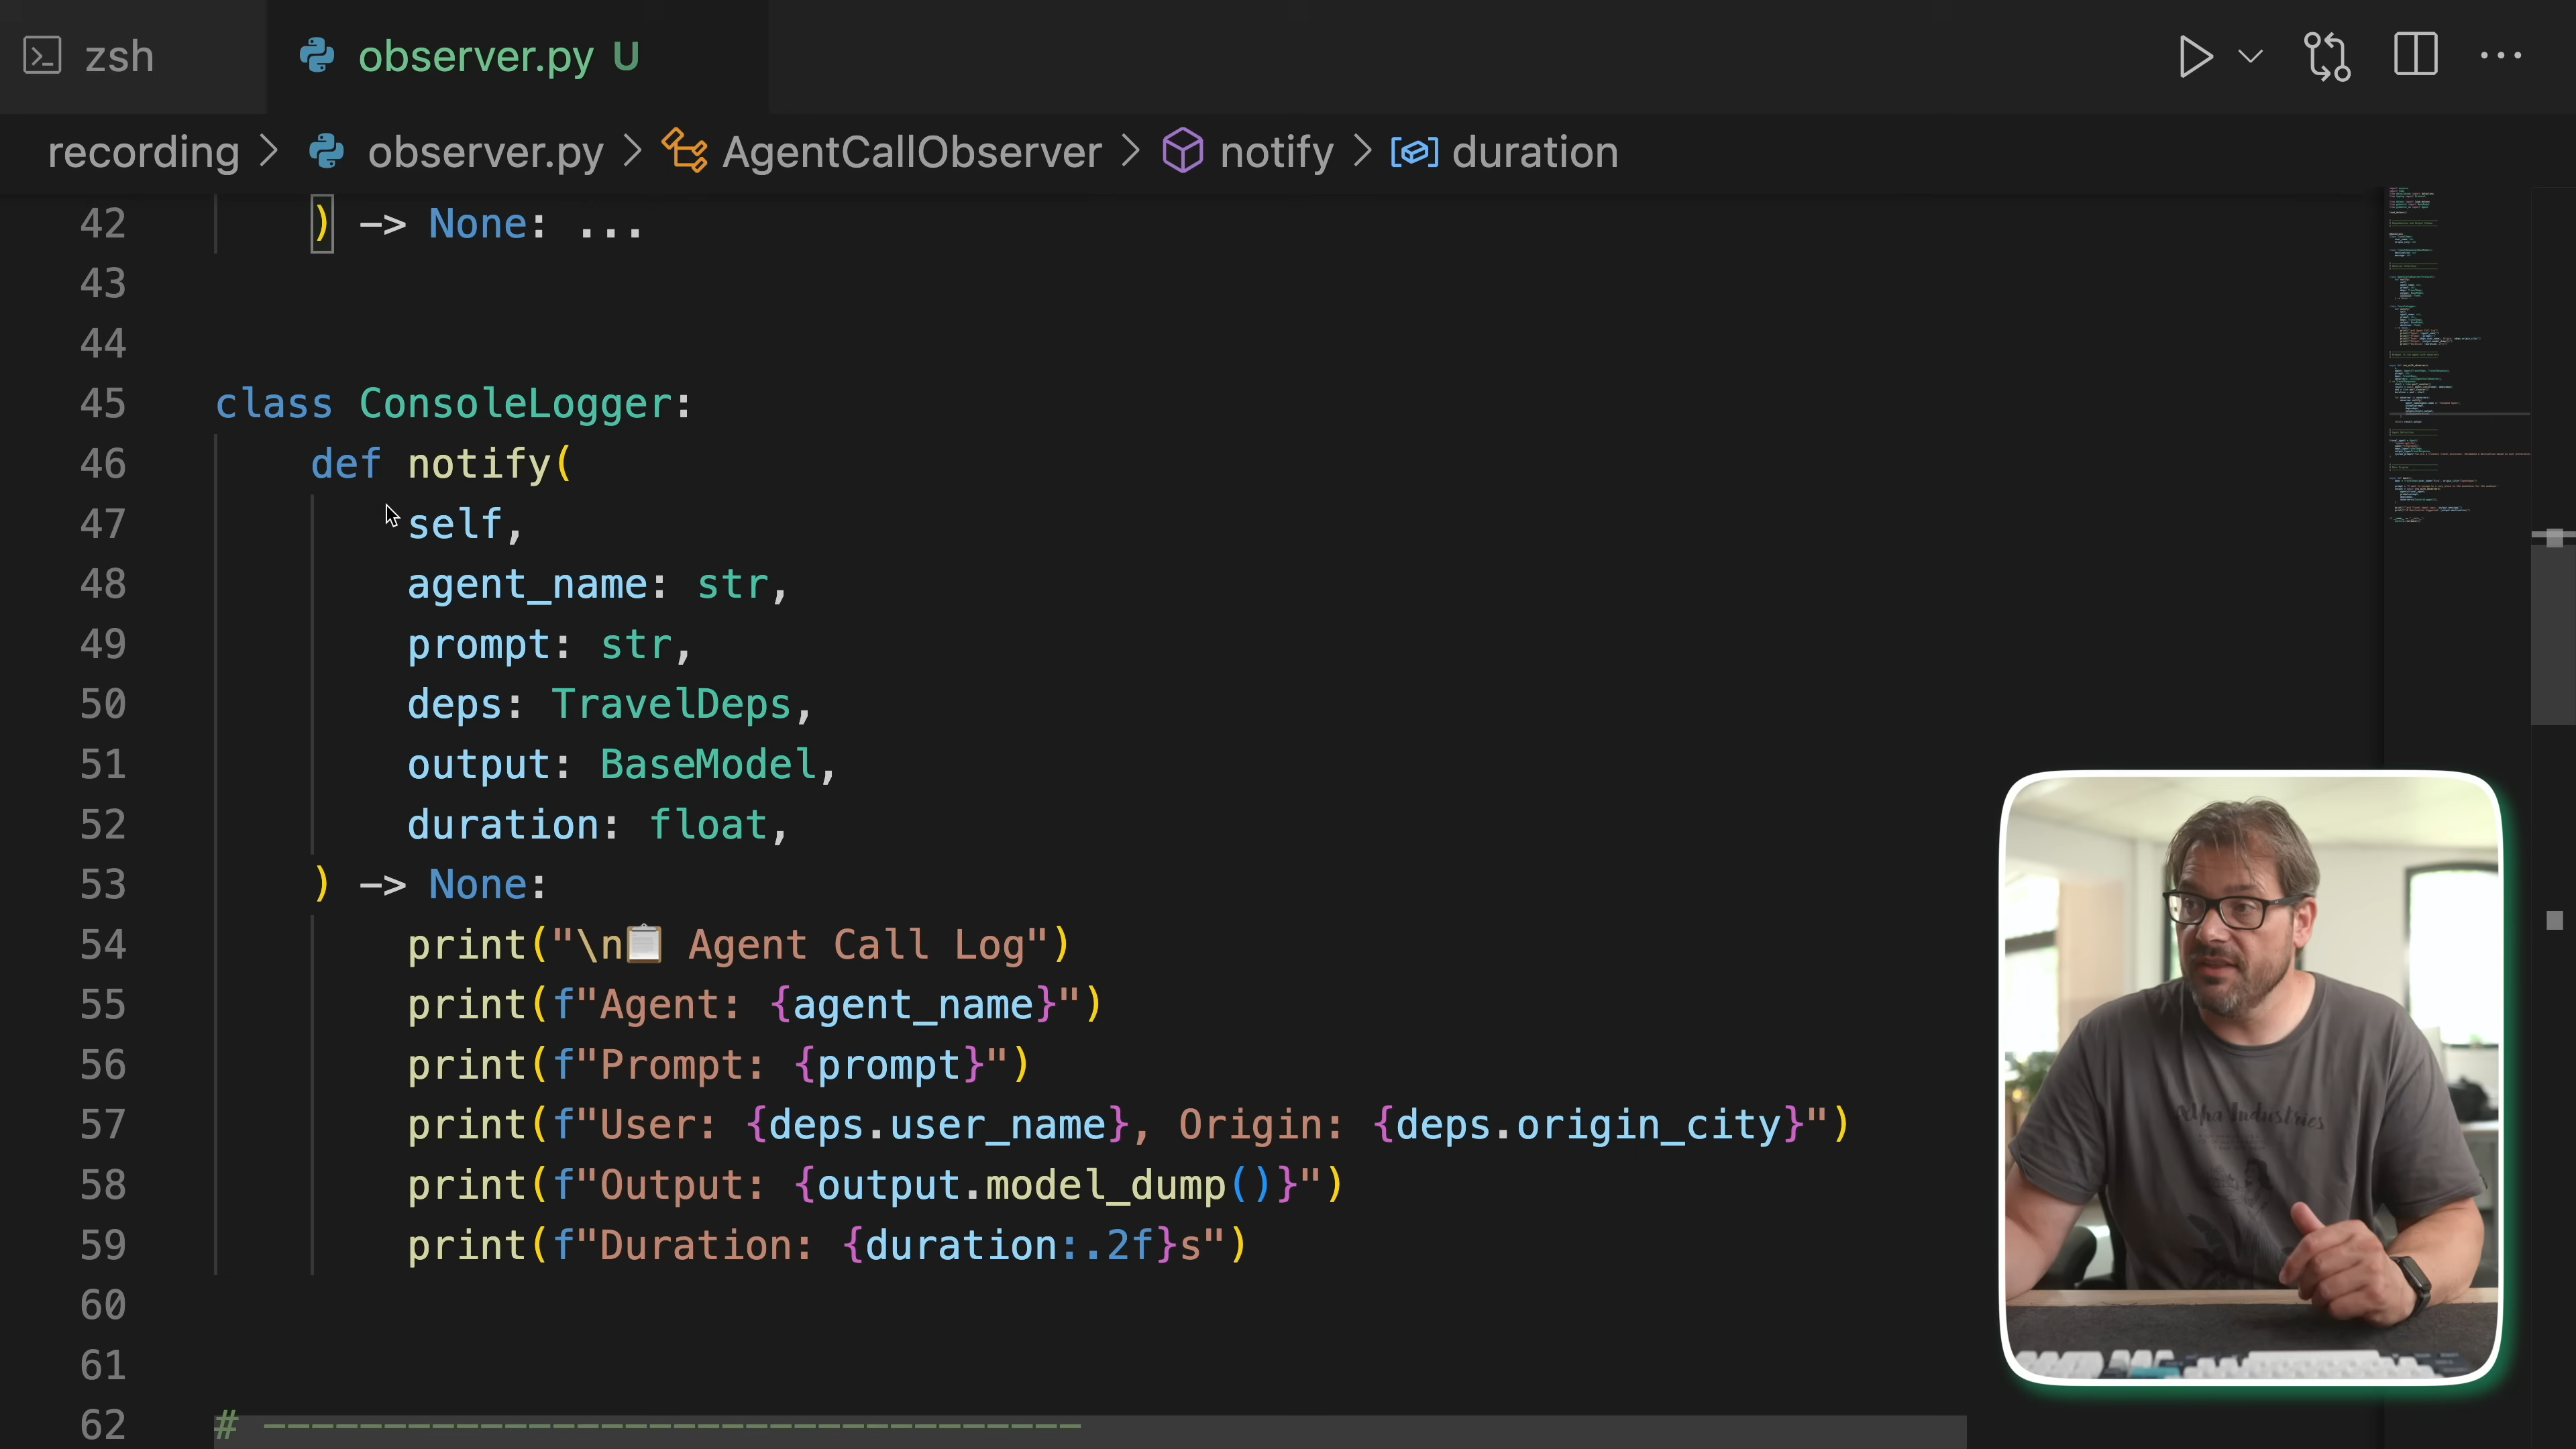 zsh
observer.py U
recording > observer.py > AgentCallObserver > notify > duration
42 ) -> None: ...
43
44
45 class ConsoleLogger:
46 def notify(
47 self,
48 agent_name: str,
49 prompt: str,
50 deps: TravelDeps,
51 output: BaseModel,
52 duration: float,
53 ) -> None:
54 print("\n📋 Agent Call Log")
55 print(f"Agent: {agent_name}")
56 print(f"Prompt: {prompt}")
57 print(f"User: {deps.user_name}, Origin: {deps.origin_city}")
58 print(f"Output: {output.model_dump()}")
59 print(f"Duration: {duration:.2f}s")
60
61
62 # ----------------------------------
Industries